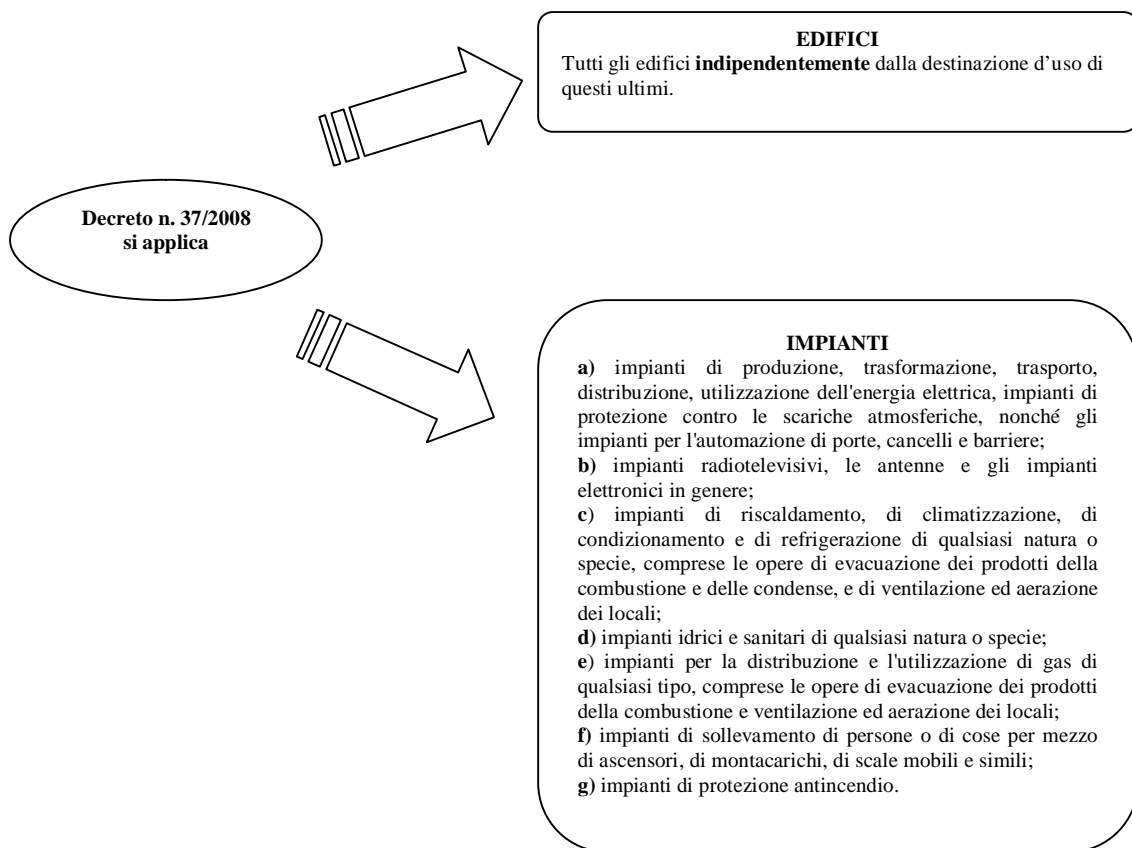 Decreto n. 37/2008
si applica
EDIFICI
Tutti gli edifici indipendentemente dalla destinazione d’uso di
questi ultimi.
IMPIANTI
a) impianti di produzione, trasformazione, trasporto,
distribuzione, utilizzazione dell'energia elettrica, impianti di
protezione contro le scariche atmosferiche, nonché gli
impianti per l'automazione di porte, cancelli e barriere;
b) impianti radiotelevisivi, le antenne e gli impianti
elettronici in genere;
c) impianti di riscaldamento, di climatizzazione, di
condizionamento e di refrigerazione di qualsiasi natura o
specie, comprese le opere di evacuazione dei prodotti della
combustione e delle condense, e di ventilazione ed aerazione
dei locali;
d) impianti idrici e sanitari di qualsiasi natura o specie;
e) impianti per la distribuzione e l'utilizzazione di gas di
qualsiasi tipo, comprese le opere di evacuazione dei prodotti
della combustione e ventilazione ed aerazione dei locali;
f) impianti di sollevamento di persone o di cose per mezzo
di ascensori, di montacarichi, di scale mobili e simili;
g) impianti di protezione antincendio.